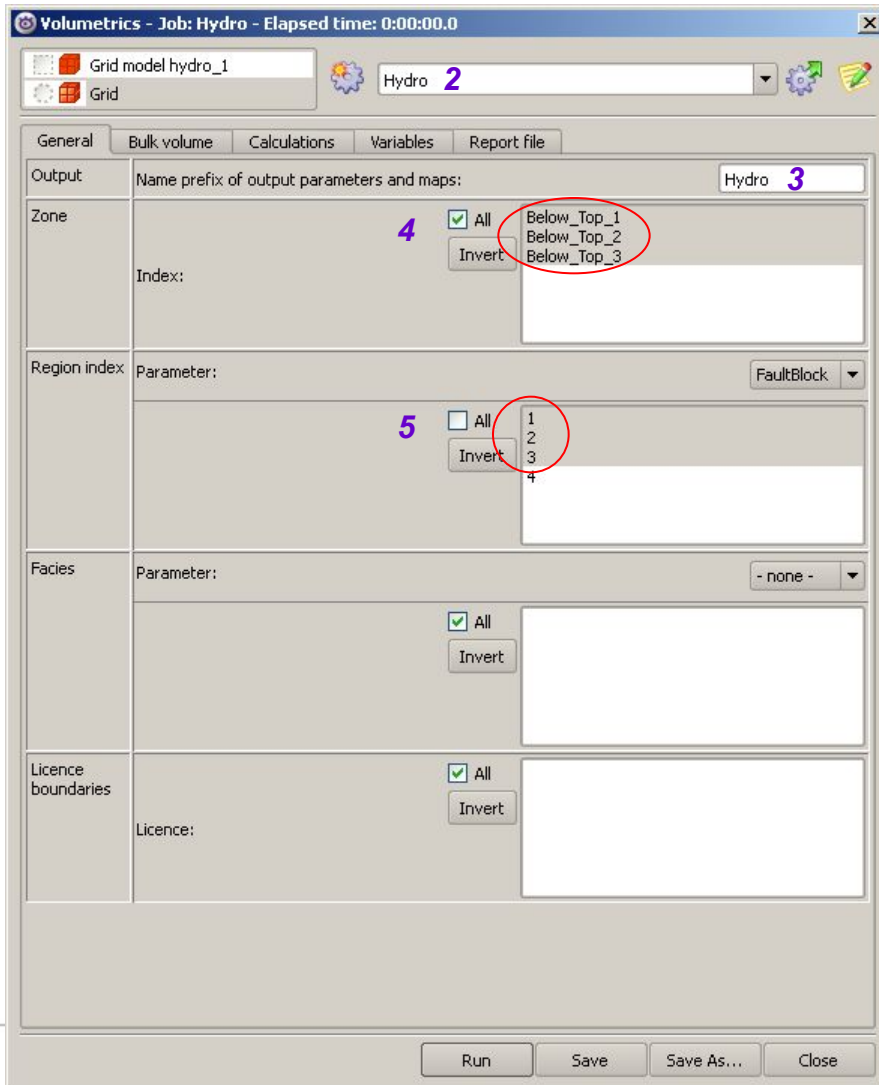 Volumetrics - Job: Hydro - Elapsed time: 0:00:00.0
Grid model hydro_1
Grid
Hydro 2
General Bulk volume Calculations Variables Report file
Output Name prefix of output parameters and maps: Hydro 3
Zone
Index:
4 All
Invert
Below_Top_1
Below_Top_2
Below_Top_3
Region index Parameter: FaultBlock
5 All
Invert
1
2
3
4
Facies Parameter: - none -
All
Invert
Licence
boundaries
Licence:
All
Invert
Run Save Save As... Close